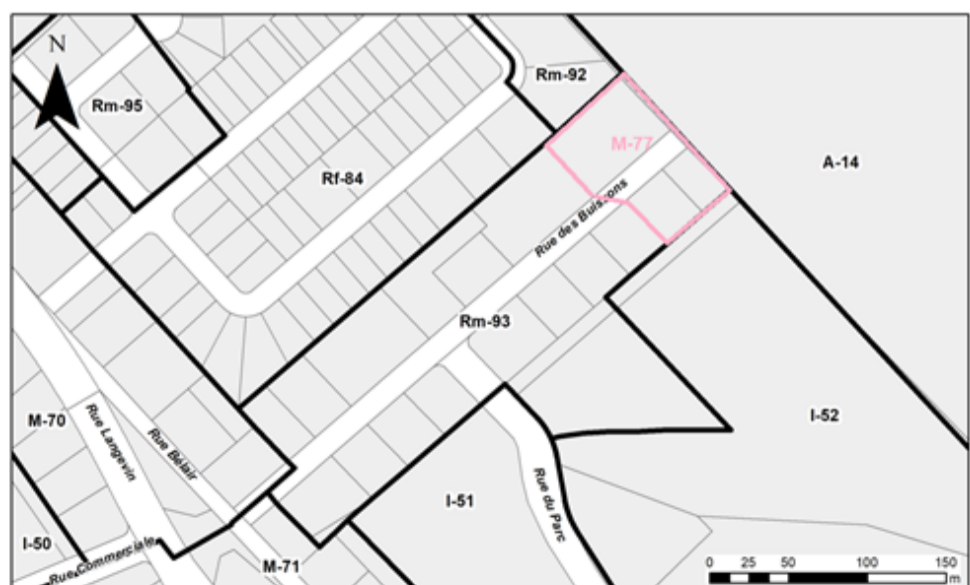 N
Rm-92
Rm-95
M-77
A-14
Rf-84
Rue des Buissons
Rm-93
I-52
M-70
Rue Langevin
Rue Bélair
I-51
Rue du Parc
I-50
Rue Commerciale
M-71
0 25 50 100 150
m